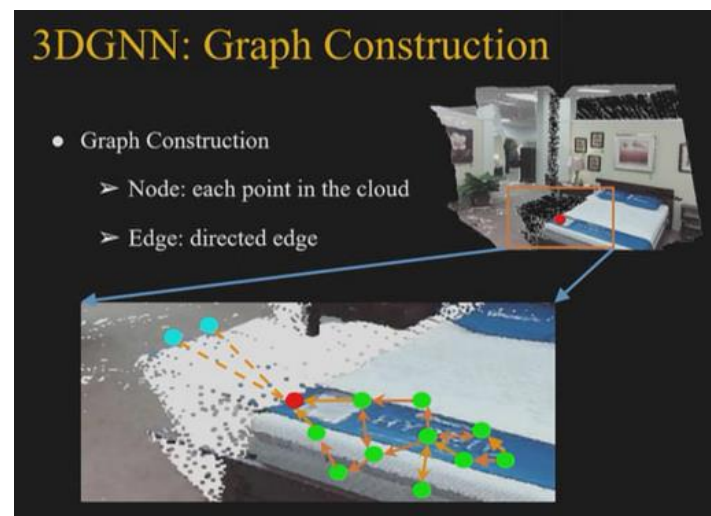 3DGNN: Graph Construction
● Graph Construction
➢ Node: each point in the cloud
➢ Edge: directed edge